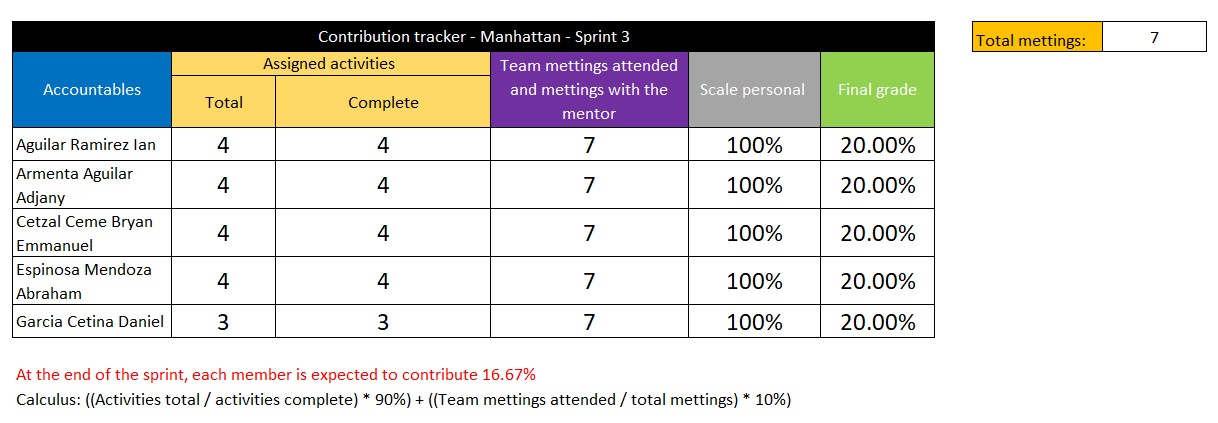 Contribution tracker - Manhattan - Sprint 3
Total mettings: 7
Accountables
Assigned activities
Total
Complete
Team mettings attended
and mettings with the
mentor
Scale personal
Final grade
Aguilar Ramirez Ian 4 4 7 100% 20.00%
Armenta Aguilar
Adjany 4 4 7 100% 20.00%
Cetzal Ceme Bryan
Emmanuel 4 4 7 100% 20.00%
Espinosa Mendoza
Abraham 4 4 7 100% 20.00%
Garcia Cetina Daniel 3 3 7 100% 20.00%
At the end of the sprint, each member is expected to contribute 16.67%
Calculus: ((Activities total / activities complete) * 90%) + ((Team mettings attended / total mettings) * 10%)